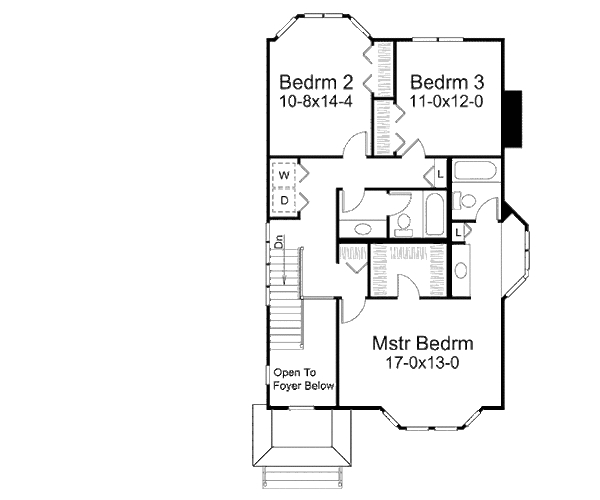 Bedrm 2
10-8x14-4
Bedrm 3
11-0x12-0
W
D
L
L
Dn
Mstr Bedrm
17-0x13-0
Open To
Foyer Below